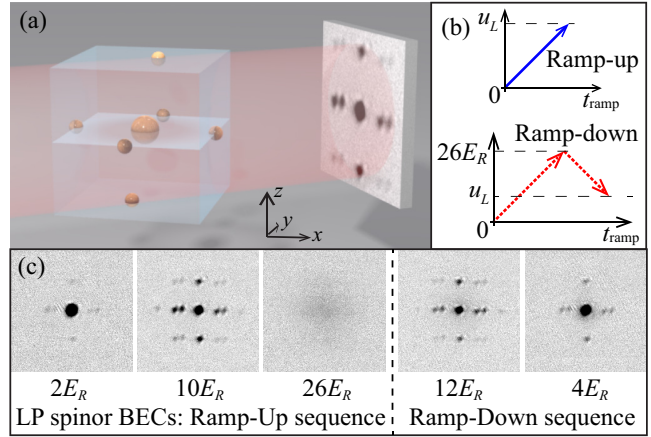 (a)
z
y
x
(b)
u_L
Ramp-up
0
t_ramp
Ramp-down
26E_R
u_L
0
t_ramp
(c)
2E_R 10E_R 26E_R 12E_R 4E_R
LP spinor BECs: Ramp-Up sequence Ramp-Down sequence